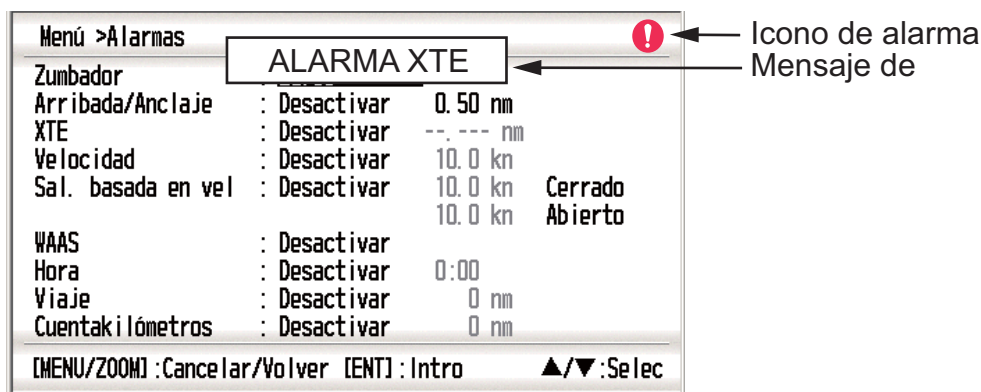 Menú >Alarmas
Icono de alarma
ALARMA XTE
Mensaje de
Zumbador :
Arribada/Anclaje : Desactivar 0.50 nm
XTE : Desactivar --.--- nm
Velocidad : Desactivar 10.0 kn
Sal. basada en vel : Desactivar 10.0 kn Cerrado
10.0 kn Abierto
WAAS : Desactivar
Hora : Desactivar 0:00
Viaje : Desactivar 0 nm
Cuentakilómetros : Desactivar 0 nm
[MENU/ZOOM]:Cancelar/Volver [ENT]:Intro ▲/▼:Selec